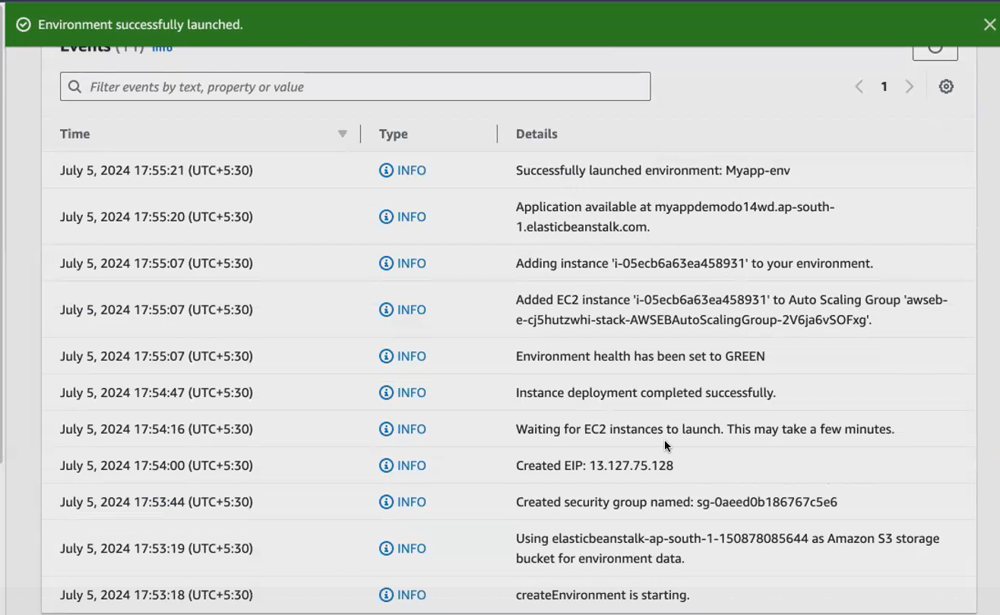 Environment successfully launched.
Events (11) Info
Filter events by text, property or value
1
Time Type Details
July 5, 2024 17:55:21 (UTC+5:30) INFO Successfully launched environment: Myapp-env
July 5, 2024 17:55:20 (UTC+5:30) INFO Application available at myappdemodo14wd.ap-south-
1.elasticbeanstalk.com.
July 5, 2024 17:55:07 (UTC+5:30) INFO Adding instance 'i-05ecb6a63ea458931' to your environment.
July 5, 2024 17:55:07 (UTC+5:30) INFO Added EC2 instance 'i-05ecb6a63ea458931' to Auto Scaling Group 'awseb-
e-cj5hutzwhi-stack-AWSEBAutoScalingGroup-2V6ja6vSOFxg'.
July 5, 2024 17:55:07 (UTC+5:30) INFO Environment health has been set to GREEN
July 5, 2024 17:54:47 (UTC+5:30) INFO Instance deployment completed successfully.
July 5, 2024 17:54:16 (UTC+5:30) INFO Waiting for EC2 instances to launch. This may take a few minutes.
July 5, 2024 17:54:00 (UTC+5:30) INFO Created EIP: 13.127.75.128
July 5, 2024 17:53:44 (UTC+5:30) INFO Created security group named: sg-0aeed0b186767c5e6
July 5, 2024 17:53:19 (UTC+5:30) INFO Using elasticbeanstalk-ap-south-1-150878085644 as Amazon S3 storage
bucket for environment data.
July 5, 2024 17:53:18 (UTC+5:30) INFO createEnvironment is starting.